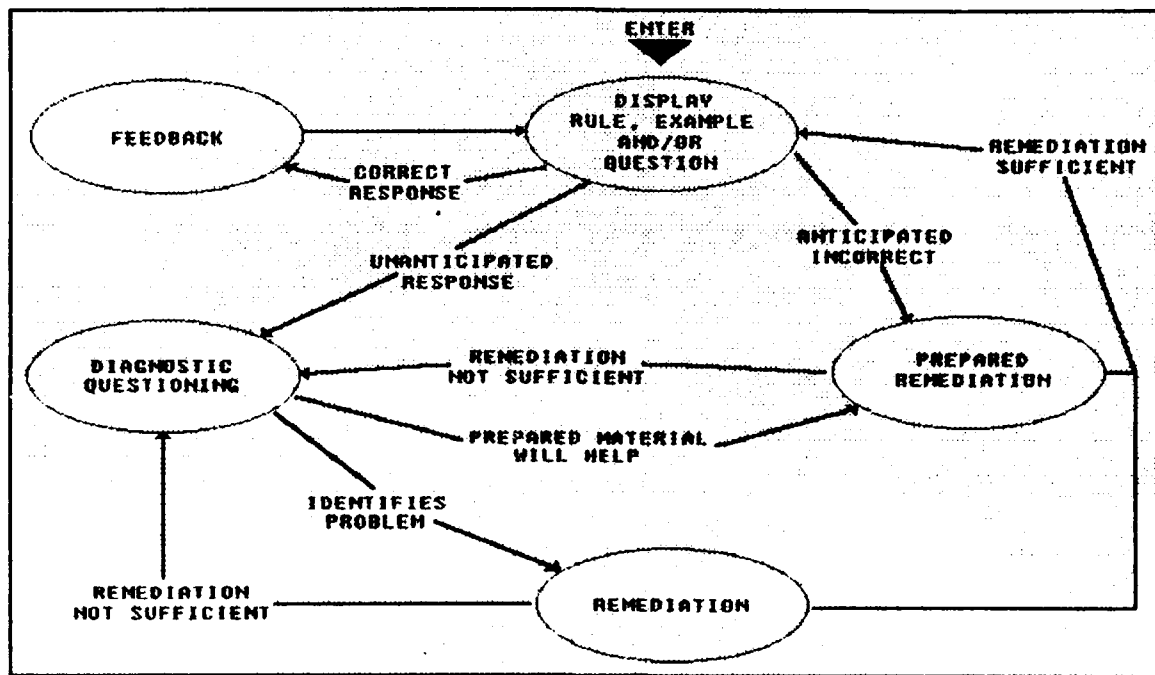 ENTER
DISPLAY
RULE, EXAMPLE
AND/OR
QUESTION
FEEDBACK
CORRECT
RESPONSE
REMEDIATION
SUFFICIENT
UNANTICIPATED
RESPONSE
ANTICIPATED
INCORRECT
DIAGNOSTIC
QUESTIONING
REMEDIATION
NOT SUFFICIENT
PREPARED
REMEDIATION
PREPARED MATERIAL
WILL HELP
IDENTIFIES
PROBLEM
REMEDIATION
NOT SUFFICIENT
REMEDIATION